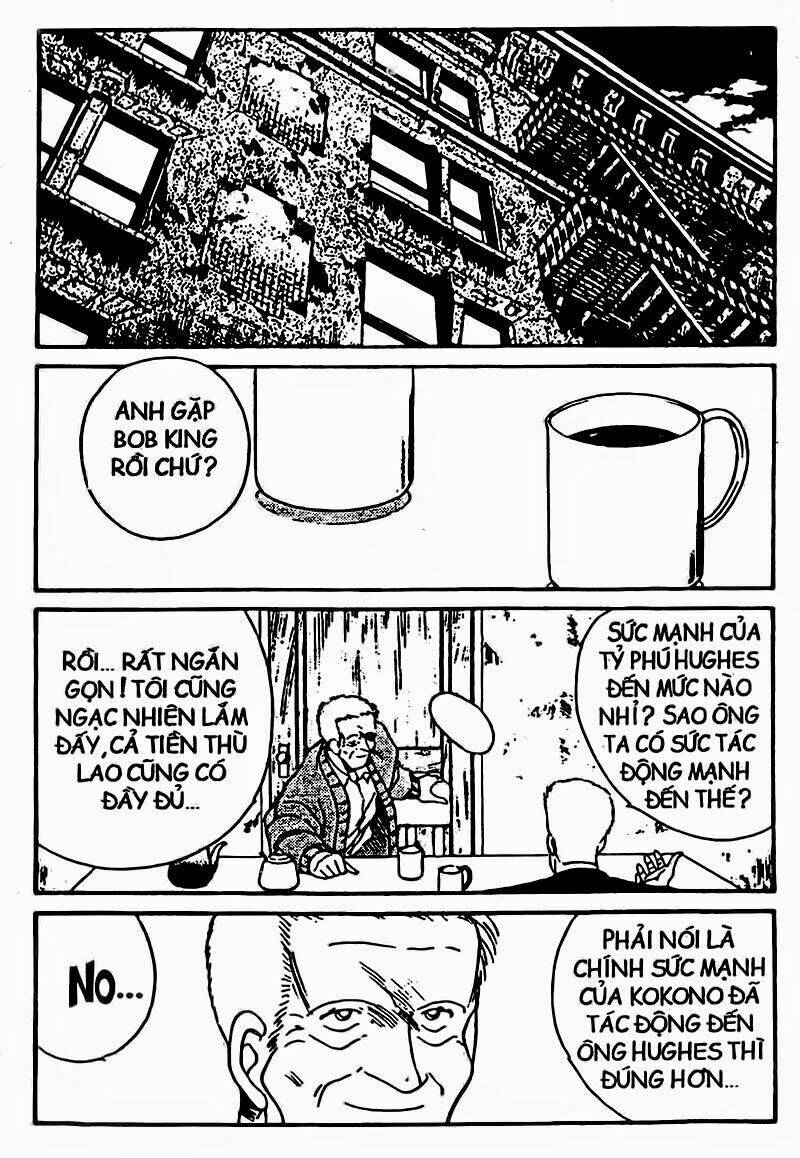 ANH GẶP
BOB KING
RỒI CHỨ?
RỒI... RẤT NGẮN
GỌN! TÔI CŨNG
NGẠC NHIÊN LẮM
ĐẤY, CẢ TIỀN THÙ
LAO CŨNG CÓ
ĐẦY ĐỦ...
SỨC MẠNH CỦA
TỶ PHÚ HUGHES
ĐẾN MỨC NÀO
NHỈ? SAO ÔNG
TA CÓ SỨC TÁC
ĐỘNG MẠNH
ĐẾN THẾ?
NO...
PHẢI NÓI LÀ
CHÍNH SỨC MẠNH
CỦA KOKONO ĐÃ
TÁC ĐỘNG ĐẾN
ÔNG HUGHES THÌ
ĐÚNG HƠN...